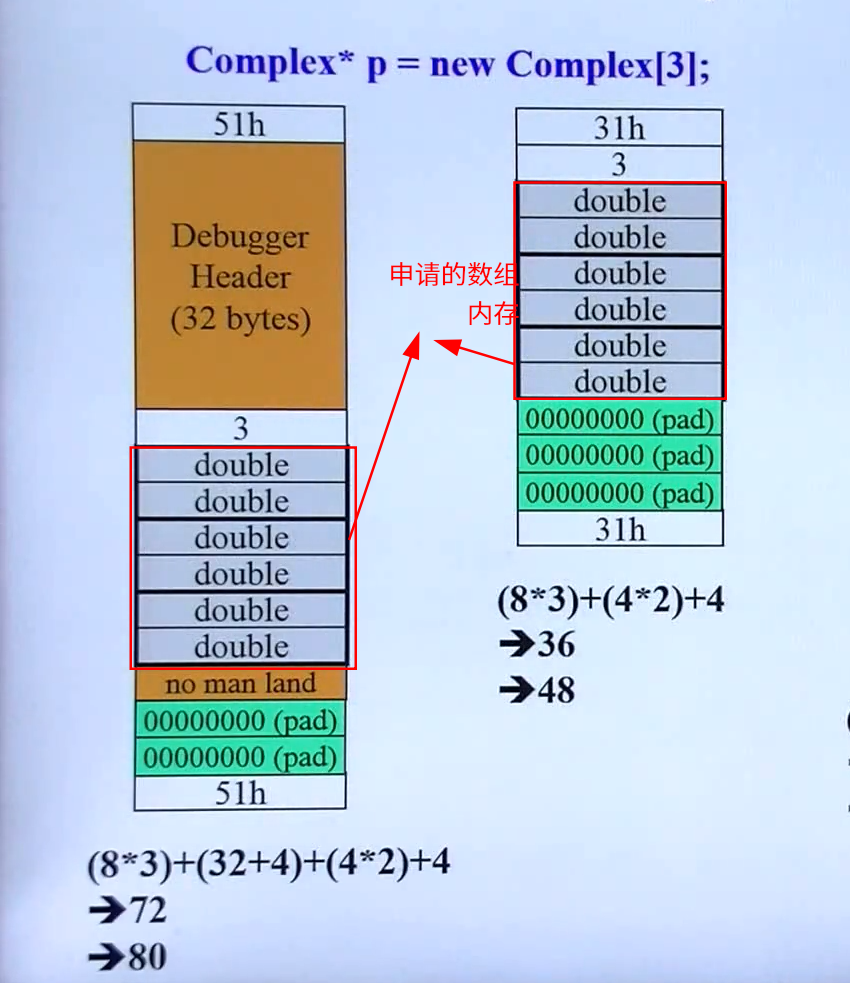 Complex* p = new Complex[3];
51h
Debugger
Header
(32 bytes)
3
double
double
double
double
double
double
no man land
00000000 (pad)
00000000 (pad)
51h
(8*3)+(32+4)+(4*2)+4
➔72
➔80
申请的数组
内存
31h
3
double
double
double
double
double
double
00000000 (pad)
00000000 (pad)
00000000 (pad)
31h
(8*3)+(4*2)+4
➔36
➔48